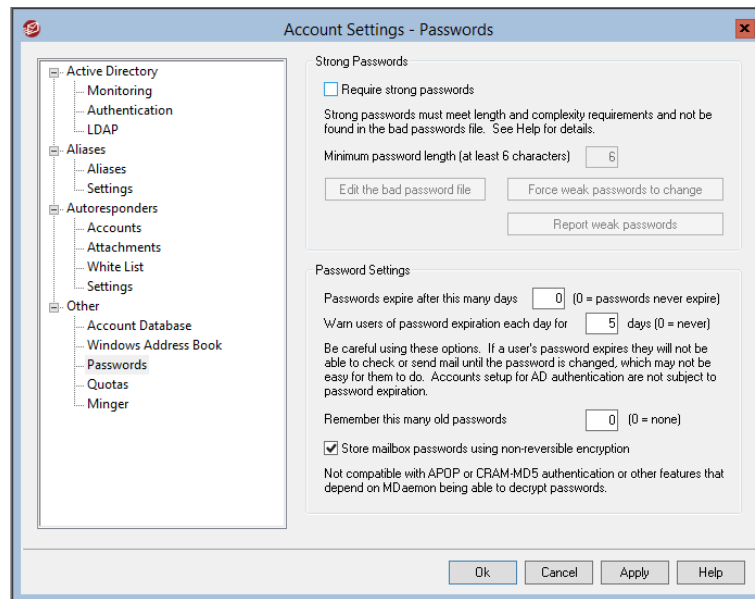 Account Settings - Passwords
x
Active Directory
Monitoring
Authentication
LDAP
Aliases
Aliases
Settings
Autoresponders
Accounts
Attachments
White List
Settings
Other
Account Database
Windows Address Book
Passwords
Quotas
Minger
Strong Passwords
Require strong passwords
Strong passwords must meet length and complexity requirements and not be
found in the bad passwords file.  See Help for details.
Minimum password length (at least 6 characters) 6
Edit the bad password file Force weak passwords to change
Report weak passwords
Password Settings
Passwords expire after this many days 0 (0 = passwords never expire)
Warn users of password expiration each day for 5 days (0 = never)
Be careful using these options.  If a user's password expires they will not be
able to check or send mail until the password is changed, which may not be
easy for them to do.  Accounts setup for AD authentication are not subject to
password expiration.
Remember this many old passwords 0 (0 = none)
Store mailbox passwords using non-reversible encryption
Not compatible with APOP or CRAM-MD5 authentication or other features that
depend on MDaemon being able to decrypt passwords.
Ok Cancel Apply Help